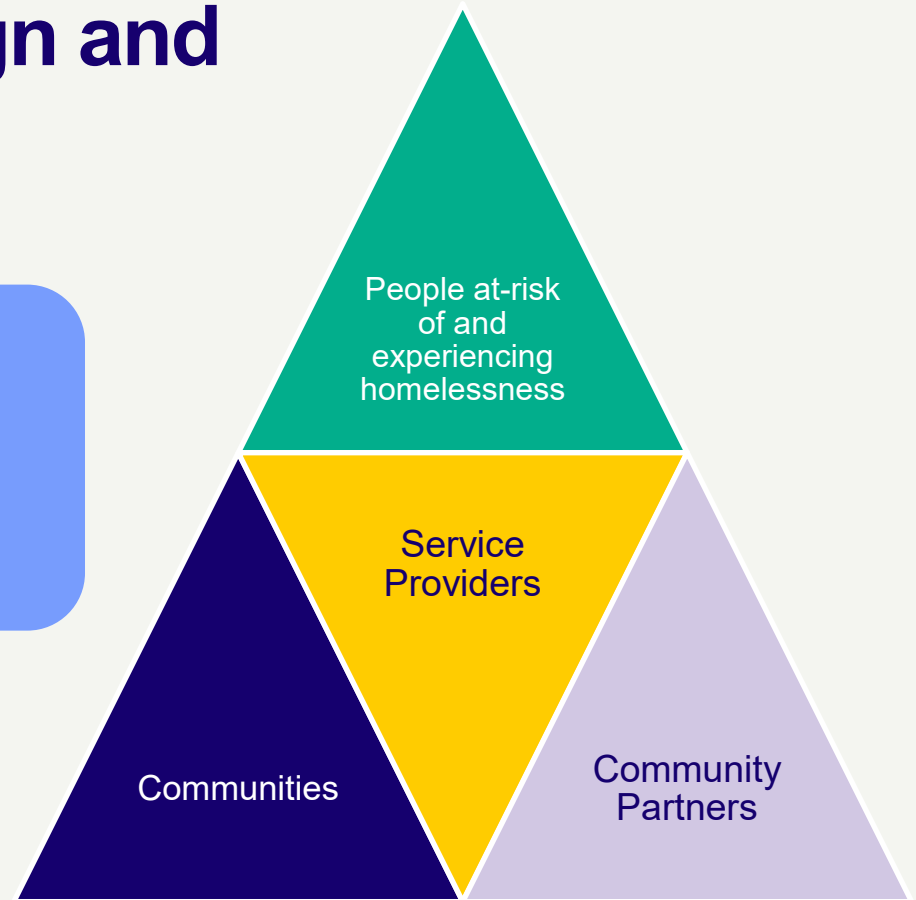 gn and
People at-risk
of and
experiencing
homelessness
Service
Providers
Communities
Community
Partners